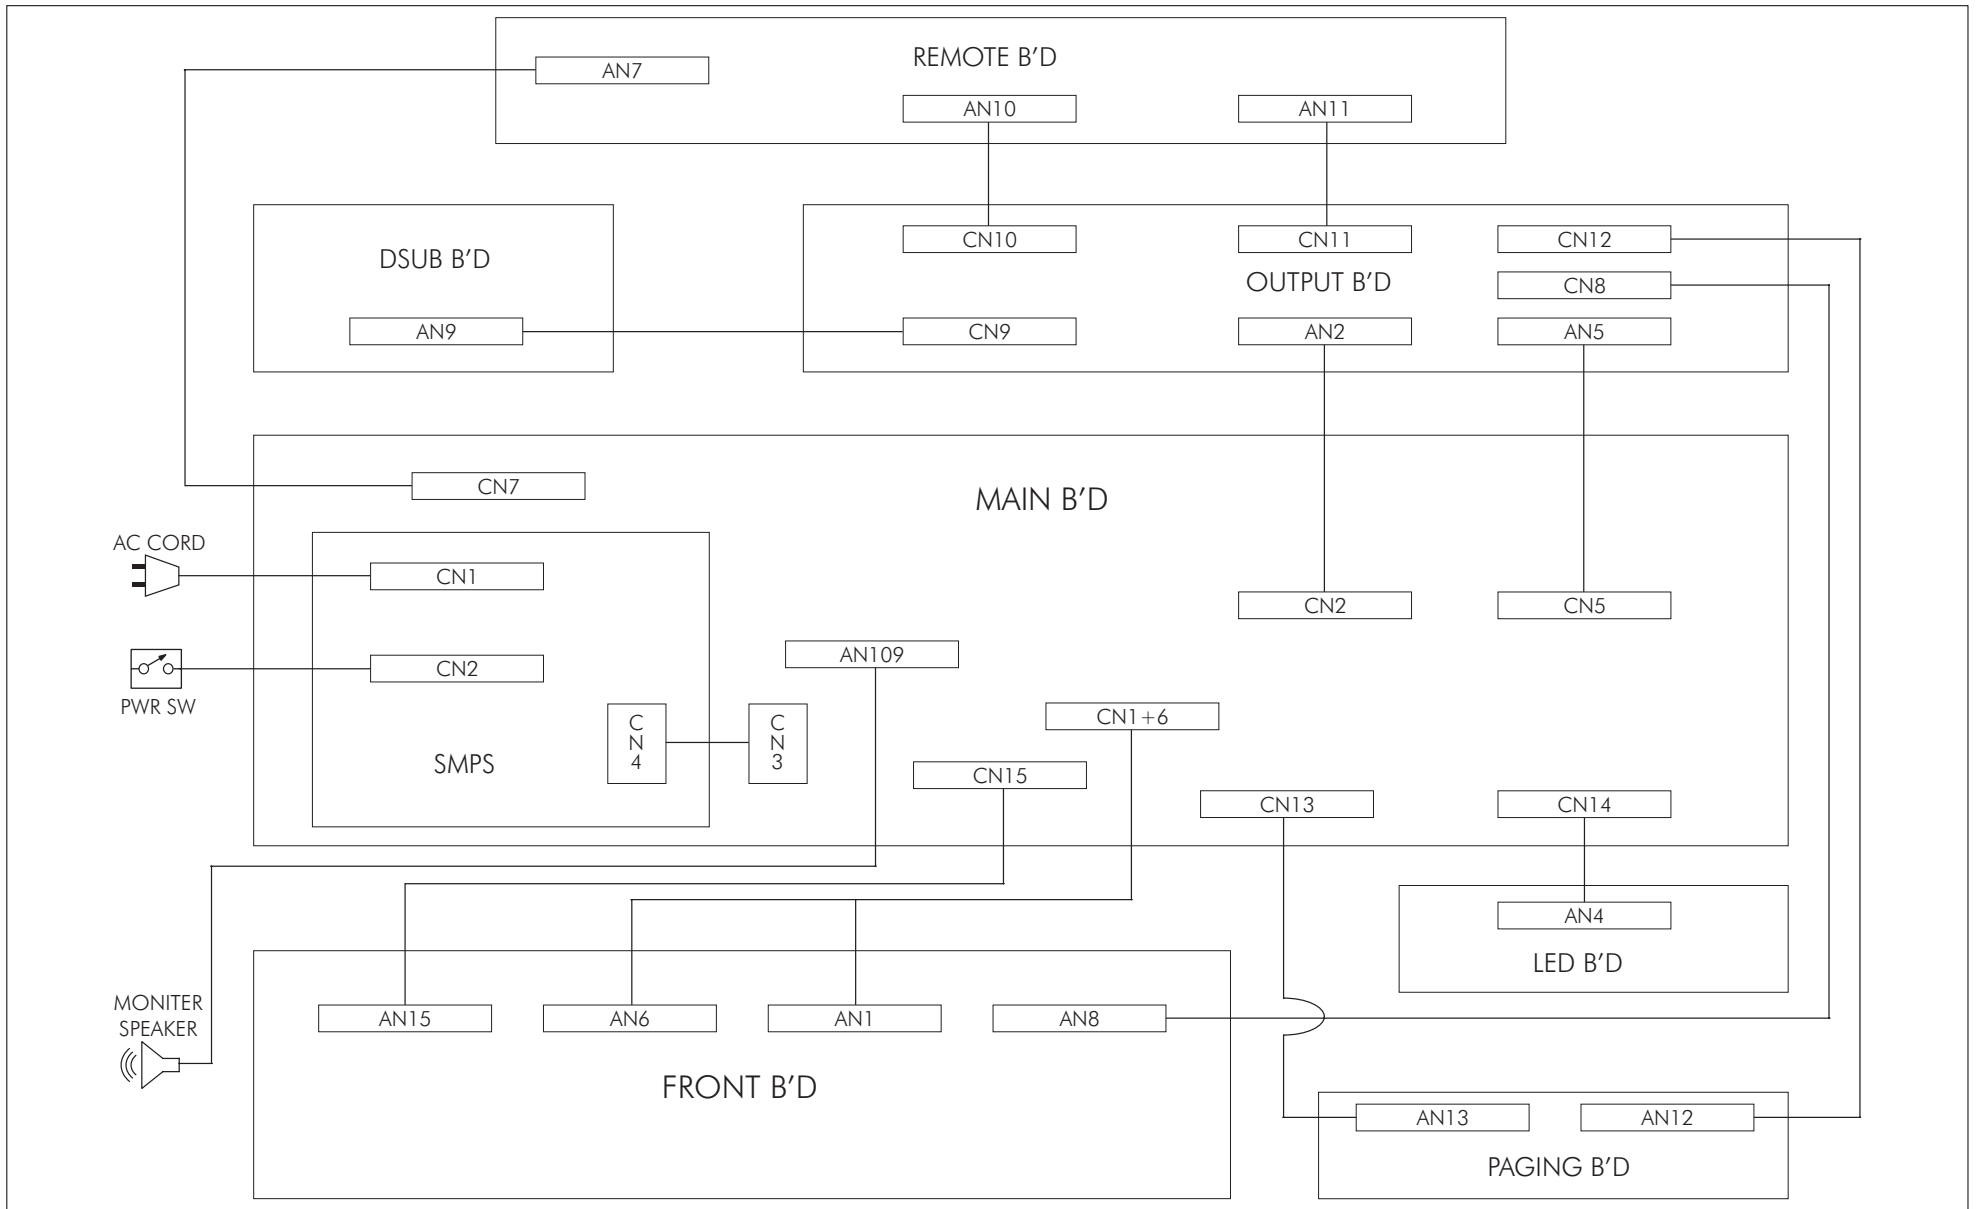 REMOTE B’D
AN7
AN10
AN11
DSUB B’D
AN9
CN10
CN11
CN12
OUTPUT B’D
CN8
CN9
AN2
AN5
CN7
MAIN B’D
AC CORD
CN1
PWR SW
CN2
SMPS
C
N
4
C
N
3
AN109
CN2
CN5
CN1+6
CN15
CN13
CN14
AN4
LED B’D
MONITER
SPEAKER
AN15
AN6
AN1
AN8
FRONT B’D
AN13
AN12
PAGING B’D